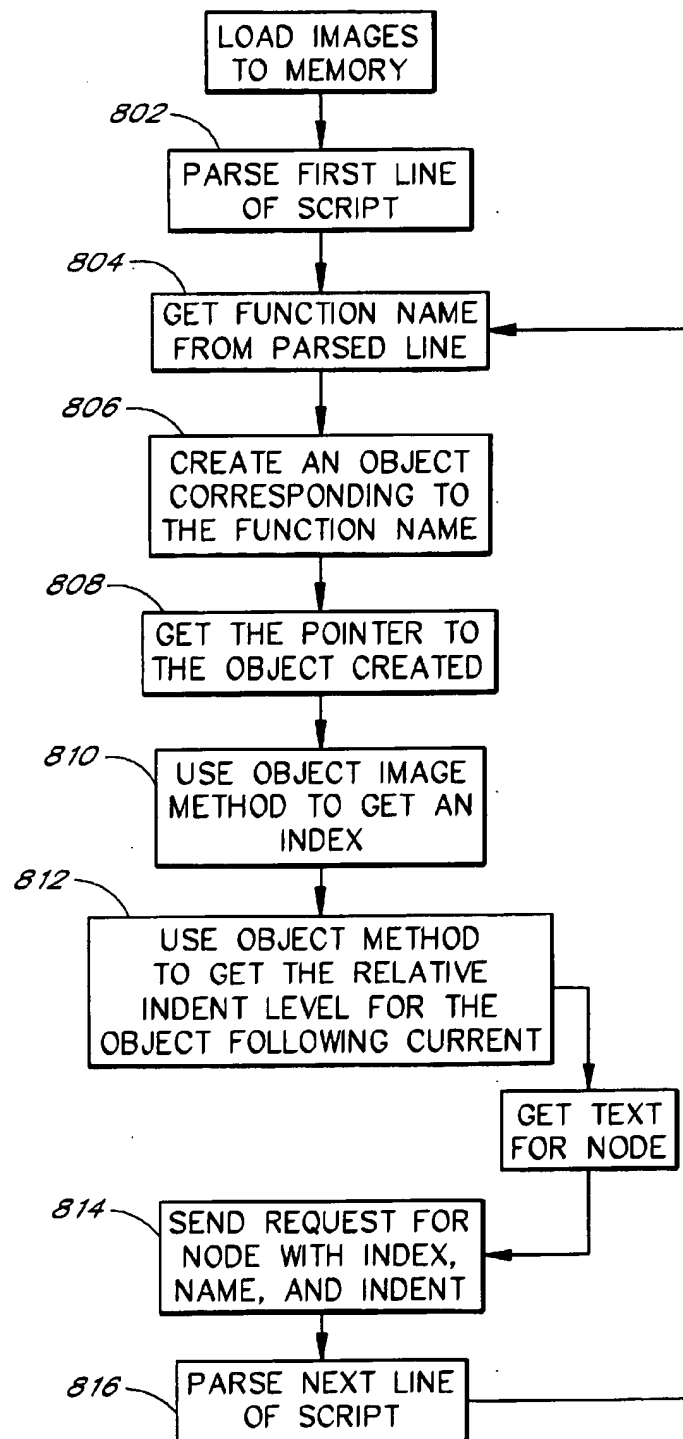 LOAD IMAGES
TO MEMORY
802
PARSE FIRST LINE
OF SCRIPT
804
GET FUNCTION NAME
FROM PARSED LINE
806
CREATE AN OBJECT
CORRESPONDING TO
THE FUNCTION NAME
808
GET THE POINTER TO
THE OBJECT CREATED
810
USE OBJECT IMAGE
METHOD TO GET AN
INDEX
812
USE OBJECT METHOD
TO GET THE RELATIVE
INDENT LEVEL FOR THE
OBJECT FOLLOWING CURRENT
GET TEXT
FOR NODE
814
SEND REQUEST FOR
NODE WITH INDEX,
NAME, AND INDENT
816
PARSE NEXT LINE
OF SCRIPT